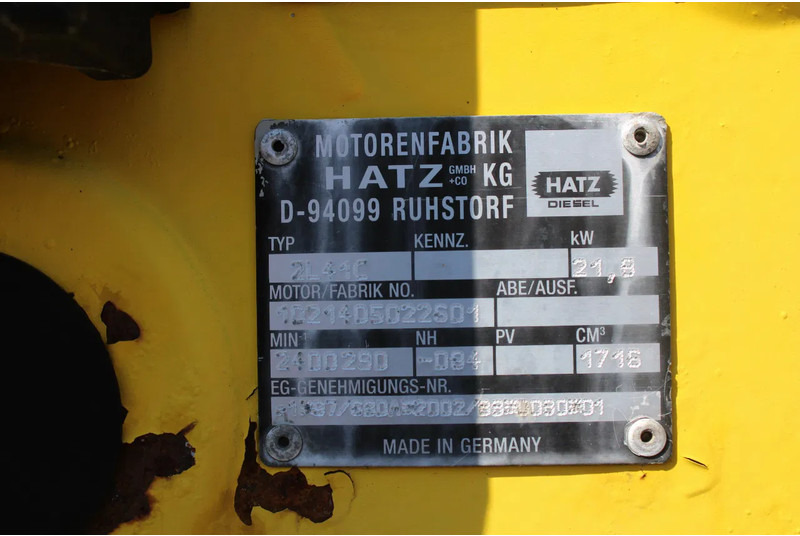 MOTORENFABRIK
HATZ GMBH +CO KG
D-94099 RUHSTORF
HATZ
DIESEL
TYP KENNZ. kW
2L41C 21,8
MOTOR/FABRIK NO. ABE/AUSF.
MIN⁻¹ NH PV CM³
1716
EG-GENEHMIGUNGS-NR.
MADE IN GERMANY